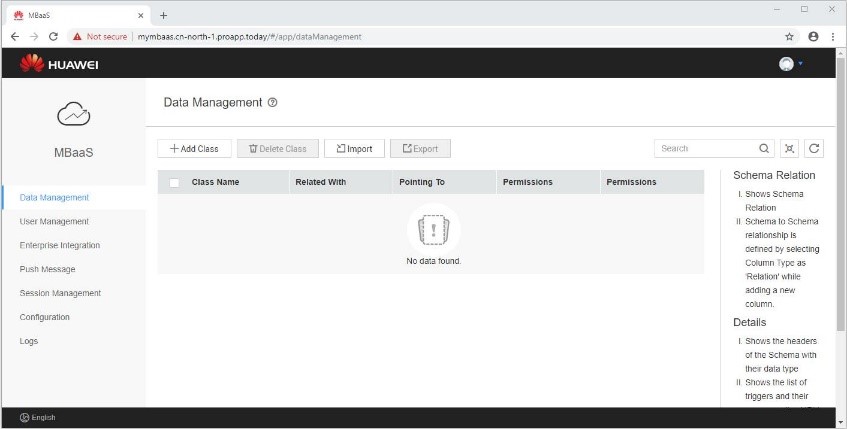 MBaaS
Not secure
mymbaas.cn-north-1.proapp.today/#/app/dataManagement
HUAWEI
MBaaS
Data Management
User Management
Enterprise Integration
Push Message
Session Management
Configuration
Logs
Data Management
Add Class
Delete Class
Import
Export
Search
Class Name
Related With
Pointing To
Permissions
Permissions
No data found.
Schema Relation
I. Shows Schema
Relation
II. Schema to Schema
relationship is
defined by selecting
Column Type as
'Relation' while
adding a new
column.
Details
I. Shows the headers
of the Schema with
their data type
II. Shows the list of
triggers and their
English